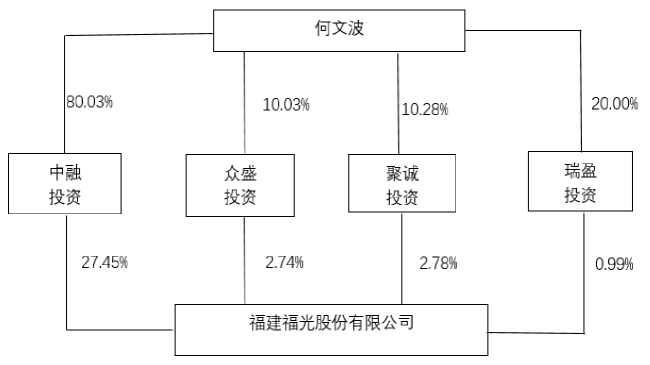 何文波
80.03%
10.03%
10.28%
20.00%
中融
投资
众盛
投资
聚诚
投资
瑞盈
投资
27.45%
2.74%
2.78%
0.99%
福建福光股份有限公司